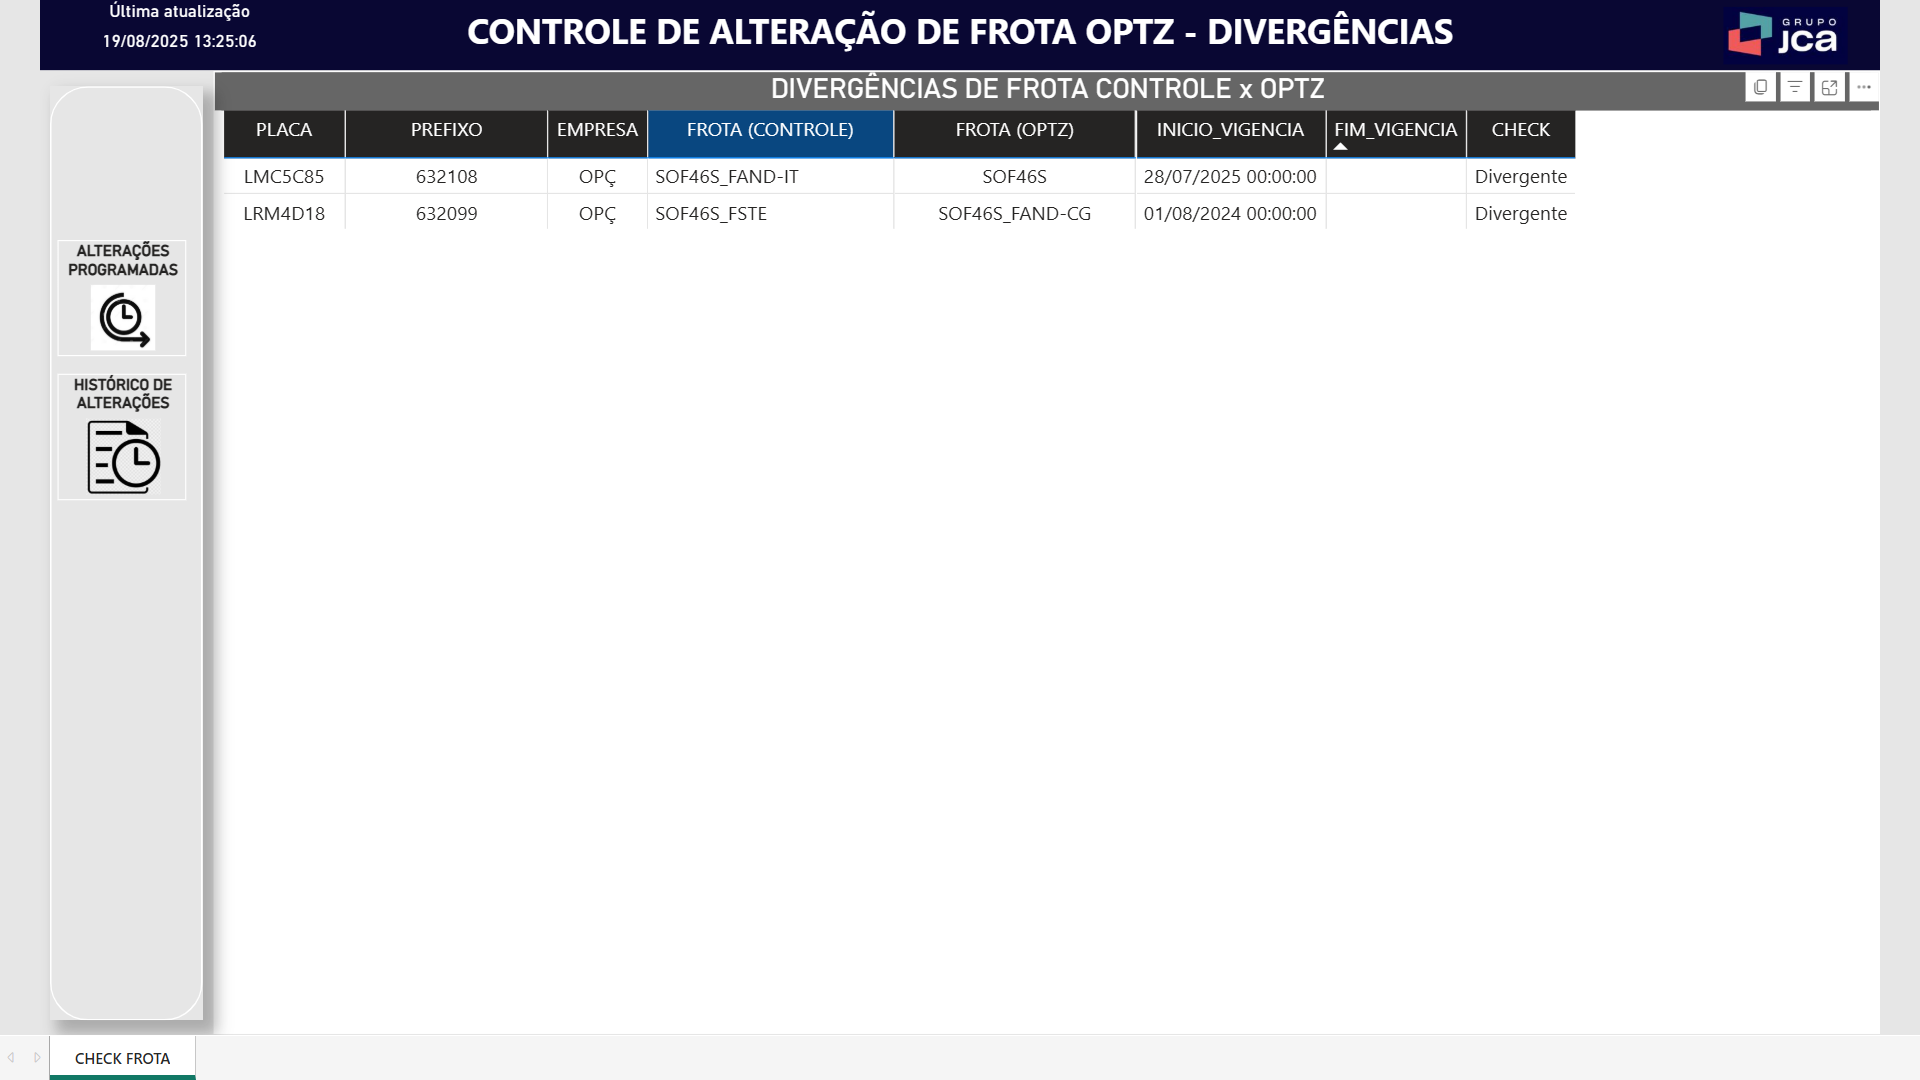 Última atualização
19/08/2025 13:25:06
CONTROLE DE ALTERAÇÃO DE FROTA OPTZ - DIVERGÊNCIAS
GRUPO
jca
DIVERGÊNCIAS DE FROTA CONTROLE x OPTZ
PLACA PREFIXO EMPRESA FROTA (CONTROLE) FROTA (OPTZ) INICIO_VIGENCIA FIM_VIGENCIA CHECK
LMC5C85 632108 OPÇ SOF46S_FAND-IT SOF46S 28/07/2025 00:00:00 Divergente
LRM4D18 632099 OPÇ SOF46S_FSTE SOF46S_FAND-CG 01/08/2024 00:00:00 Divergente
ALTERAÇÕES
PROGRAMADAS
HISTÓRICO DE
ALTERAÇÕES
CHECK FROTA